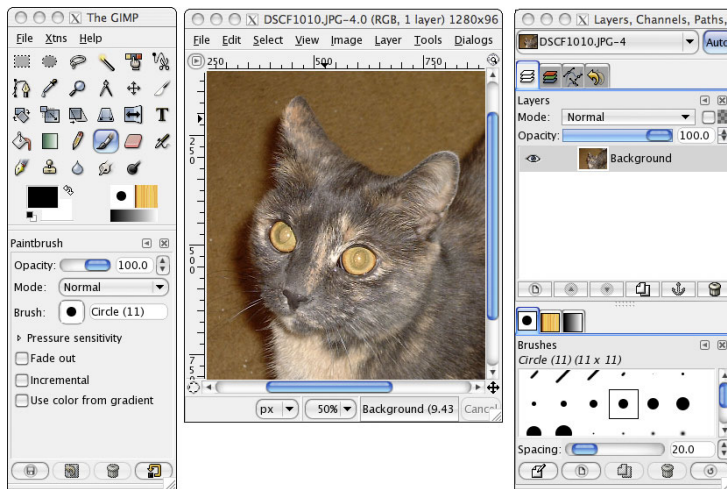 The GIMP
File Xtns Help
T
Paintbrush
Opacity: 100.0
Mode: Normal
Brush: Circle (11)
Pressure sensitivity
Fade out
Incremental
Use color from gradient
X DSCF1010.JPG-4.0 (RGB, 1 layer) 1280x96
File Edit Select View Image Layer Tools Dialogs
250 500 750
250
500
750
px 50% Background (9.43 Cancel
X Layers, Channels, Paths,
DSCF1010.JPG-4 Auto
Layers
Mode: Normal
Opacity: 100.0
Background
Brushes
Circle (11) (11 x 11)
Spacing: 20.0